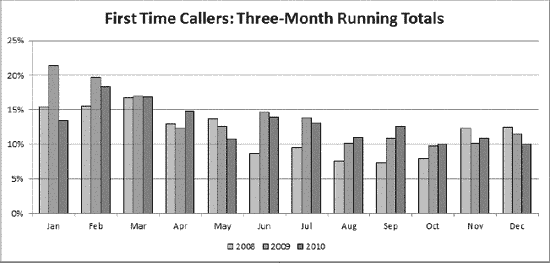 First Time Callers: Three-Month Running Totals
25%
20%
15%
10%
5%
0%
Jan Feb Mar Apr May Jun Jul Aug Sep Oct Nov Dec
2008 2009 2010